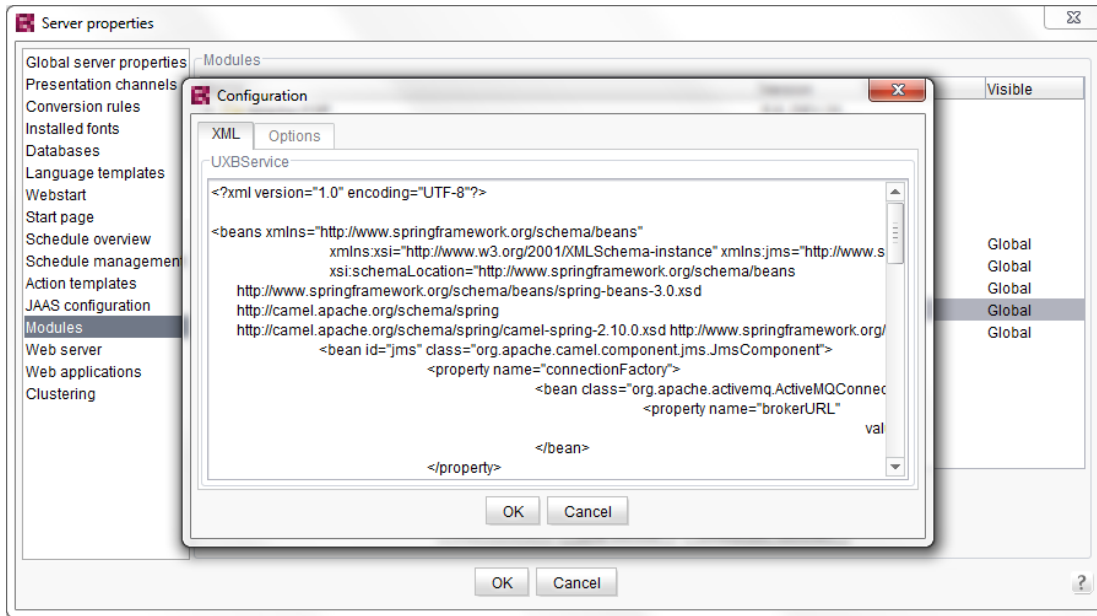 Server properties
Global server properties
Presentation channels
Conversion rules
Installed fonts
Databases
Language templates
Webstart
Start page
Schedule overview
Schedule managemen
Action templates
JAAS configuration
Modules
Web server
Web applications
Clustering
Modules
Visible
Global
Global
Global
Global
Global
Configuration
XML
Options
UXBService
<?xml version="1.0" encoding="UTF-8"?>
<beans xmlns="http://www.springframework.org/schema/beans"
xmlns:xsi="http://www.w3.org/2001/XMLSchema-instance" xmlns:jms="http://www.s
xsi:schemaLocation="http://www.springframework.org/schema/beans
http://www.springframework.org/schema/beans/spring-beans-3.0.xsd
http://camel.apache.org/schema/spring
http://camel.apache.org/schema/spring/camel-spring-2.10.0.xsd http://www.springframework.org/
<bean id="jms" class="org.apache.camel.component.jms.JmsComponent">
<property name="connectionFactory">
<bean class="org.apache.activemq.ActiveMQConnec
<property name="brokerURL"
val
</bean>
</property>
OK
Cancel
OK
Cancel
?